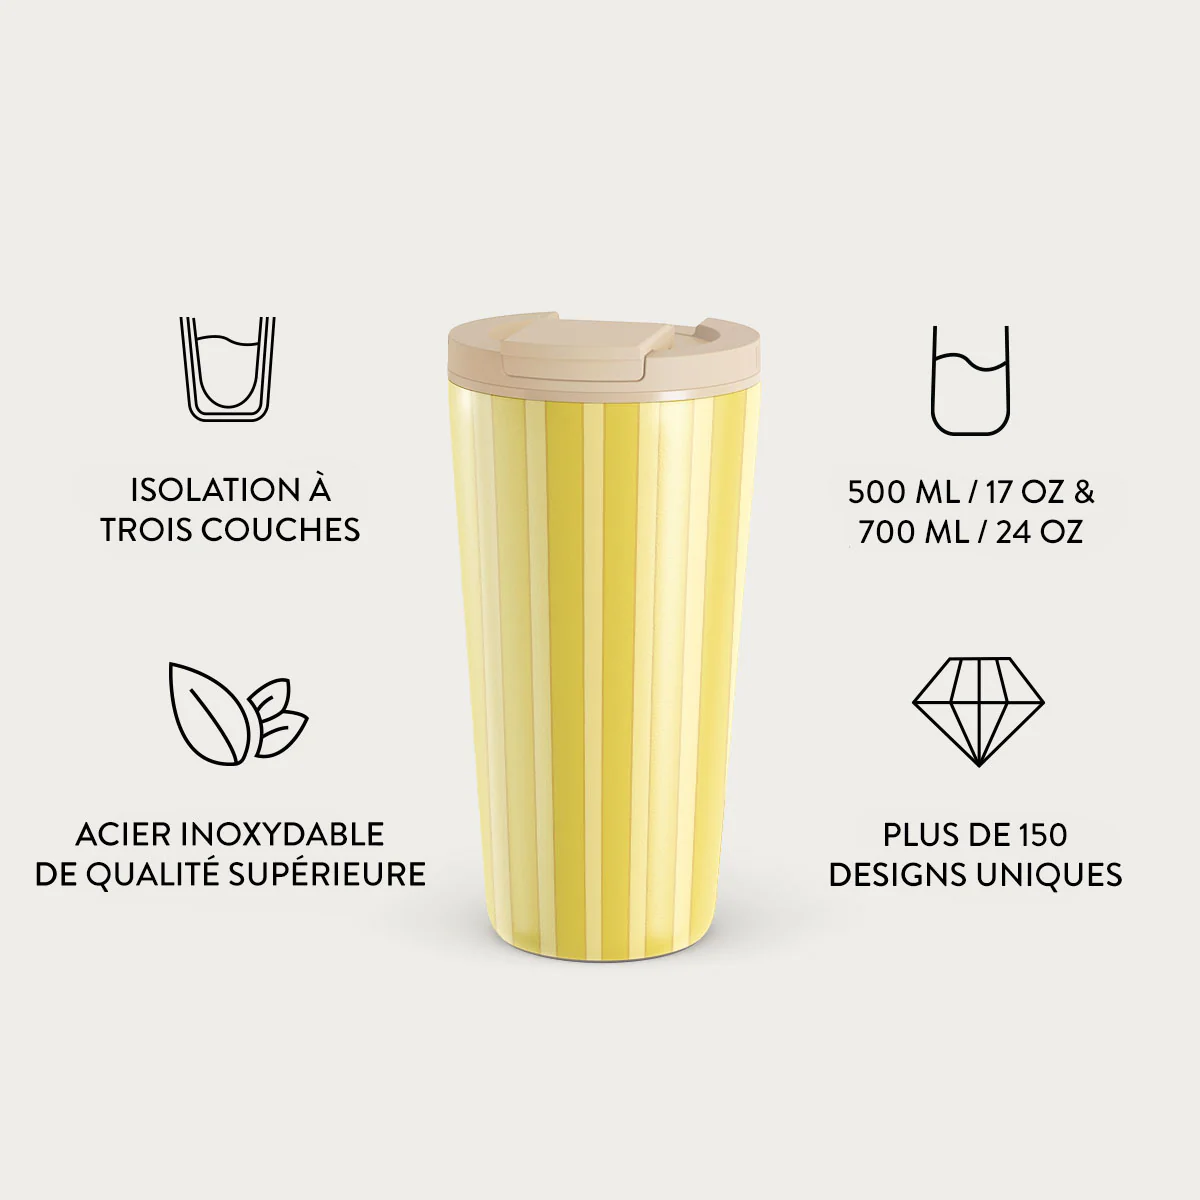 ISOLATION À
TROIS COUCHES
500 ML / 17 OZ &
700 ML / 24 OZ
ACIER INOXYDABLE
DE QUALITÉ SUPÉRIEURE
PLUS DE 150
DESIGNS UNIQUES